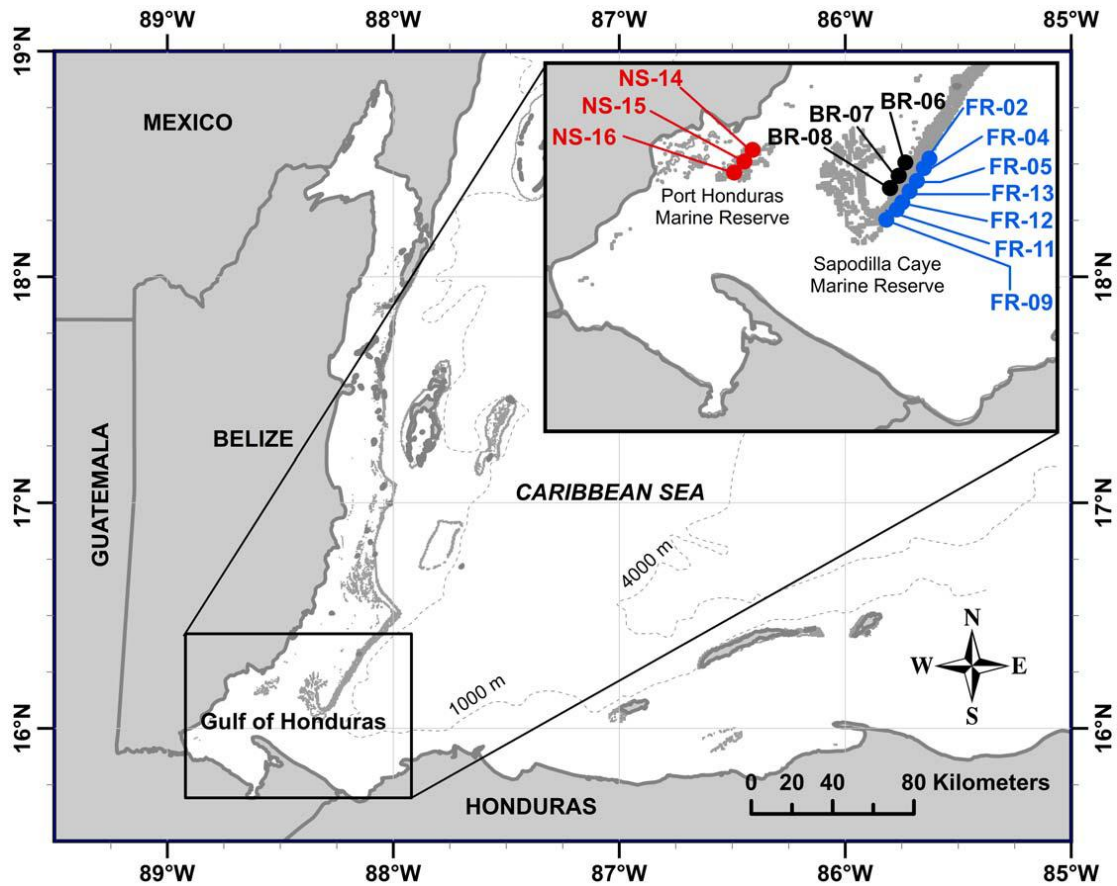 89°W 88°W 87°W 86°W 85°W
19°N 19°N
MEXICO
NS-14
NS-15
NS-16
BR-06
BR-07
BR-08
FR-02
FR-04
FR-05
FR-13
FR-12
FR-11
FR-09
Port Honduras
Marine Reserve
Sapodilla Caye
Marine Reserve
18°N 18°N
GUATEMALA
BELIZE
CARIBBEAN SEA
17°N 17°N
4000 m
1000 m
N
W E
S
Gulf of Honduras
16°N 16°N
0 20 40 80 Kilometers
HONDURAS
89°W 88°W 87°W 86°W 85°W